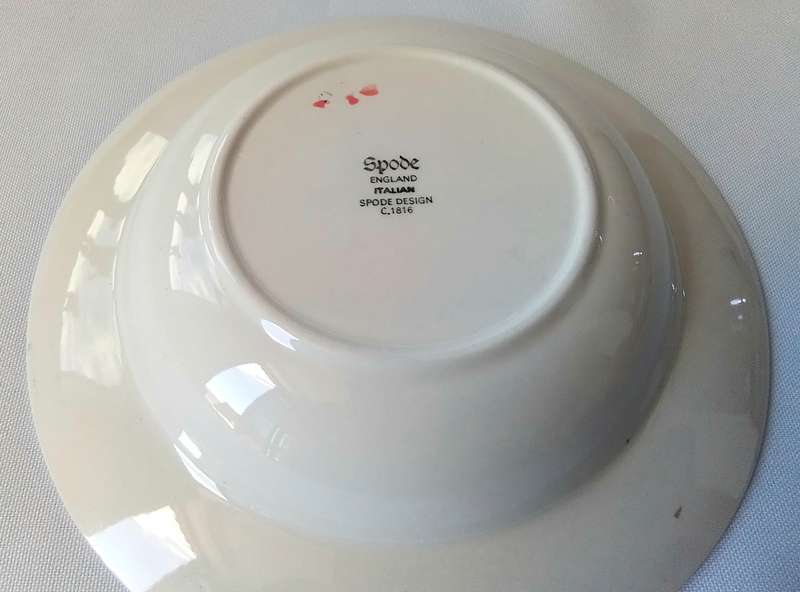 Spode
ENGLAND
ITALIAN
SPODE DESIGN
C.1816